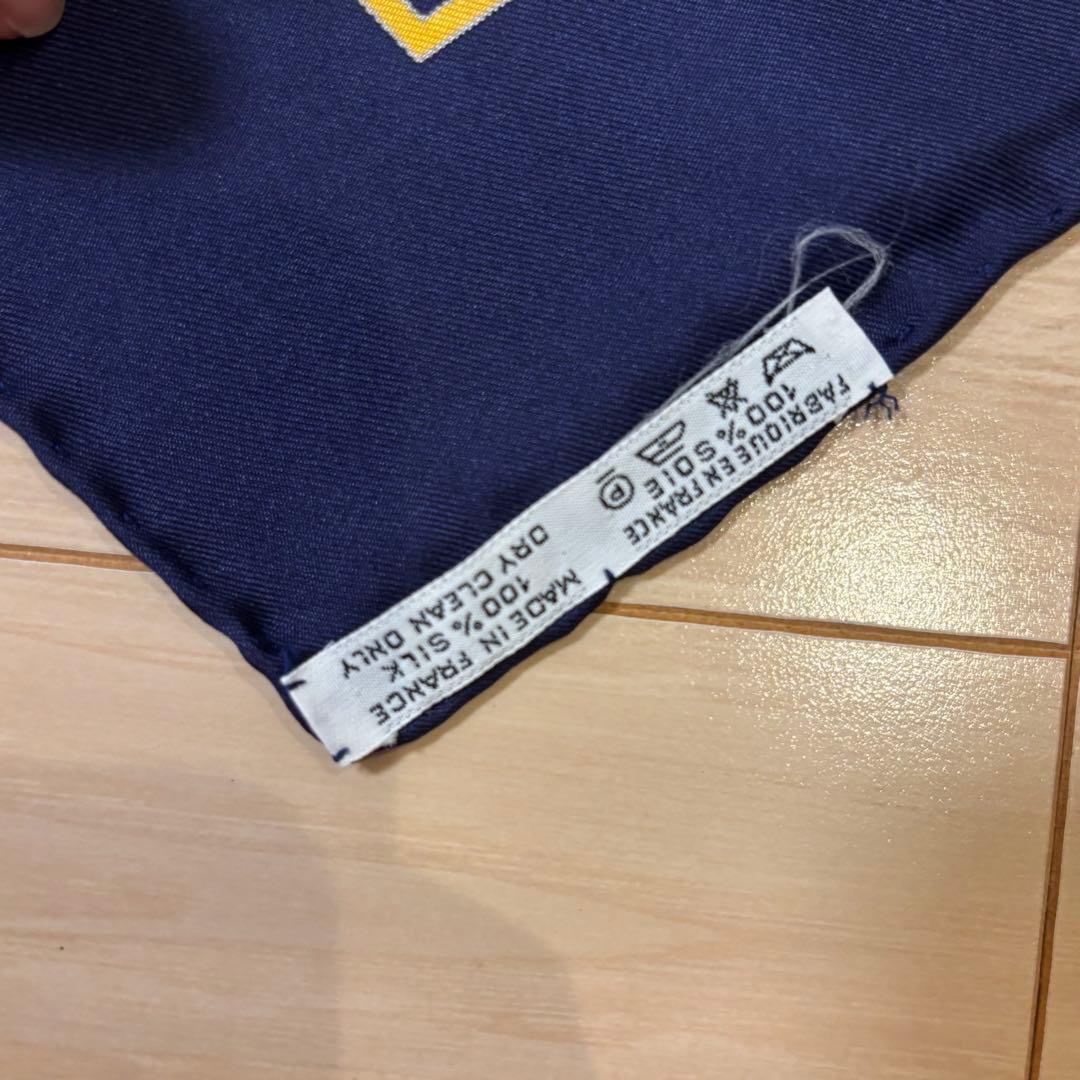 FABRIQUE EN FRANCE
100% SOIE
P
MADE IN FRANCE
100% SILK
DRY CLEAN ONLY